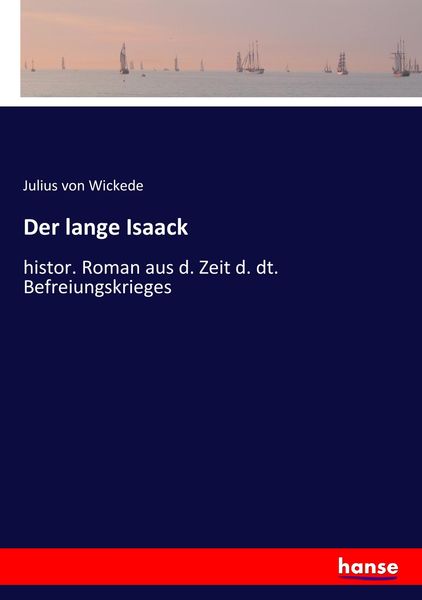 Julius von Wickede
Der lange Isaack
histor. Roman aus d. Zeit d. dt.
Befreiungskrieges
hanse